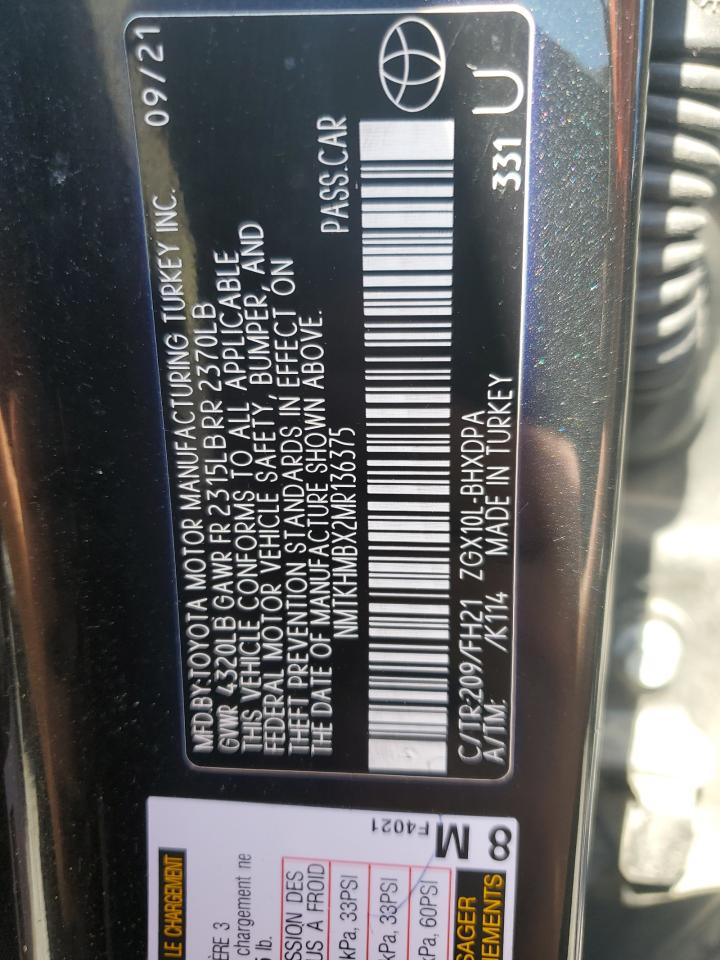 MFD.BY:TOYOTA MOTOR MANUFACTURING TURKEY INC. 09/21
GVWR 4320LB GAWR FR 2315LB RR 2370LB
THIS VEHICLE CONFORMS TO ALL APPLICABLE
FEDERAL MOTOR VEHICLE SAFETY, BUMPER, AND
THEFT PREVENTION STANDARDS IN EFFECT ON
THE DATE OF MANUFACTURE SHOWN ABOVE.
NMTKHMBX2MR136375 PASS.CAR
C/TR:209/FH21 ZGX10L-BHXDPA 331 U
A/TM: /K114 MADE IN TURKEY
LE CHARGEMENT
ÈRE 3
chargement ne
lb.
SSION DES
US A FROID
kPa, 33PSI
kPa, 33PSI
kPa, 60PSI
SAGER
EMENTS
F4021
8 M